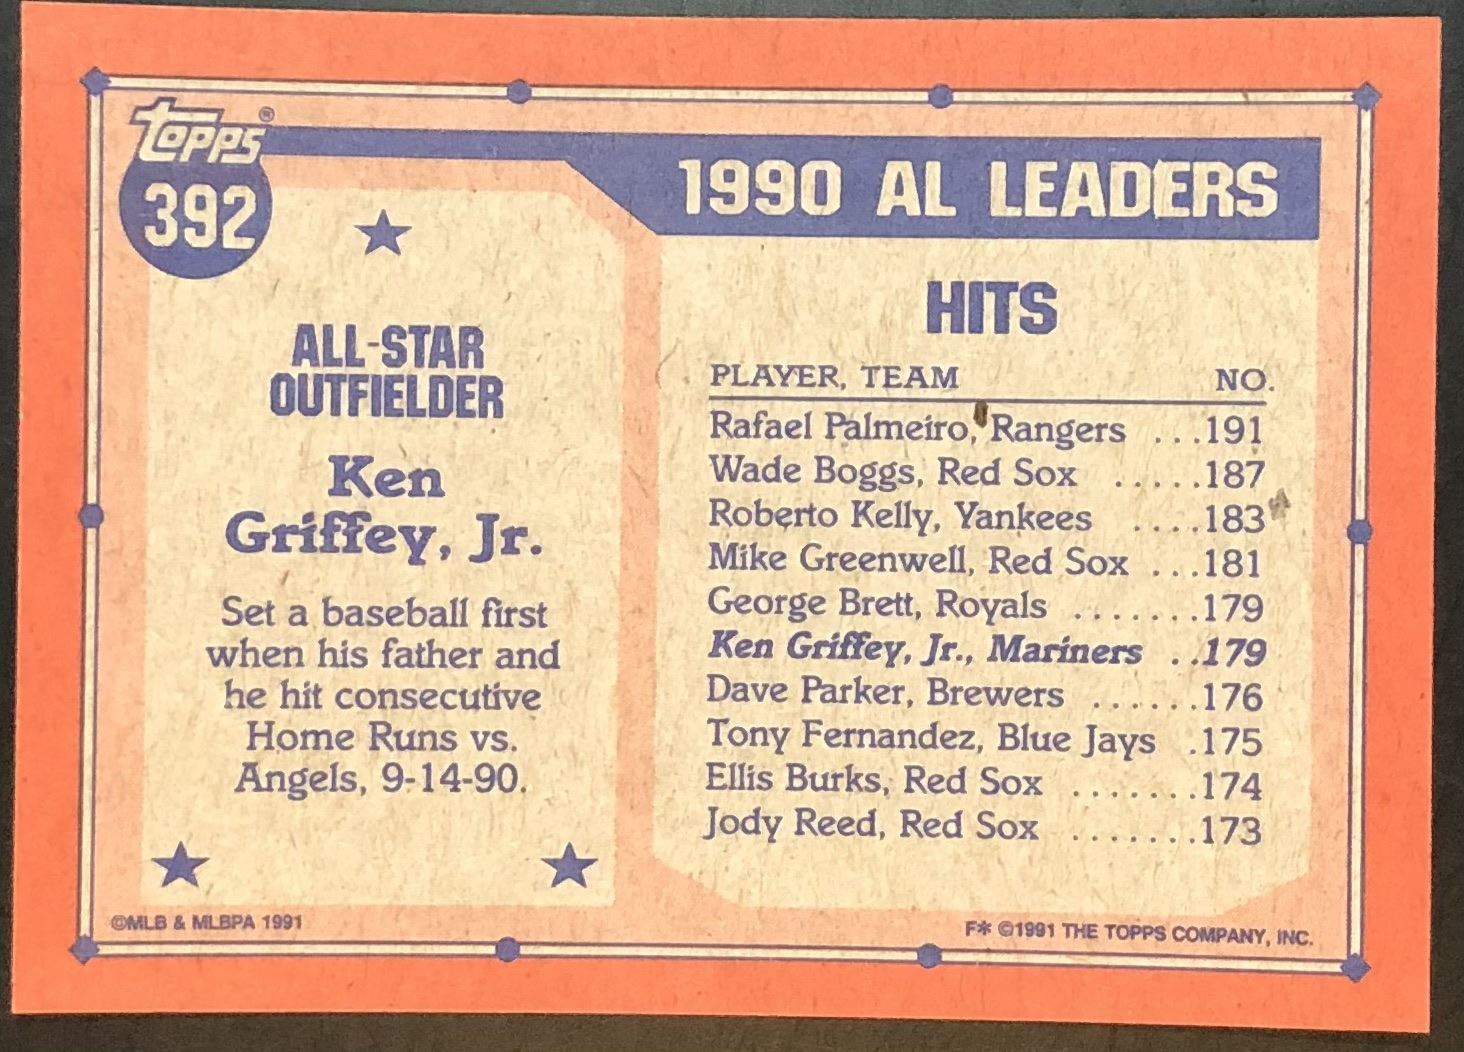 topps®
392
ALL-STAR
OUTFIELDER
Ken
Griffey, Jr.
Set a baseball first
when his father and
he hit consecutive
Home Runs vs.
Angels, 9-14-90.
©MLB & MLBPA 1991
1990 AL LEADERS
HITS
PLAYER, TEAM NO.
Rafael Palmeiro, Rangers ...191
Wade Boggs, Red Sox .....187
Roberto Kelly, Yankees ....183
Mike Greenwell, Red Sox ...181
George Brett, Royals .......179
Ken Griffey, Jr., Mariners ..179
Dave Parker, Brewers ......176
Tony Fernandez, Blue Jays .175
Ellis Burks, Red Sox .......174
Jody Reed, Red Sox .......173
F* ©1991 THE TOPPS COMPANY, INC.